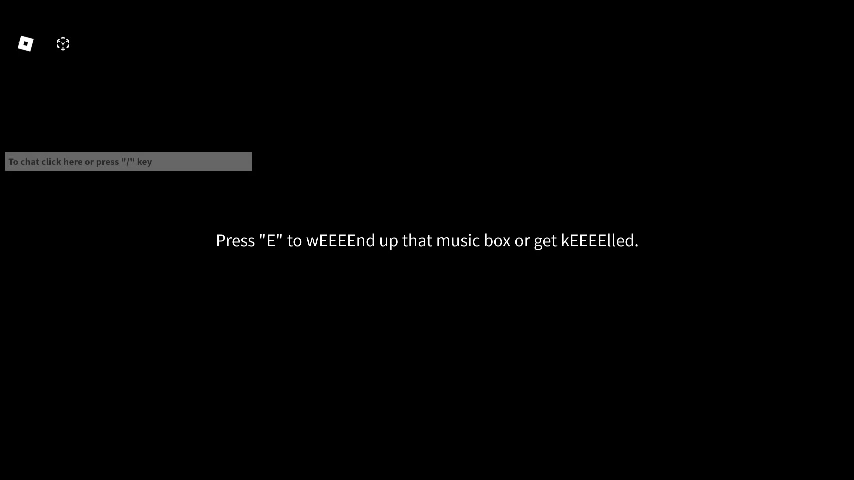 To chat click here or press "/" key
Press "E" to wEEEEnd up that music box or get kEEEElled.